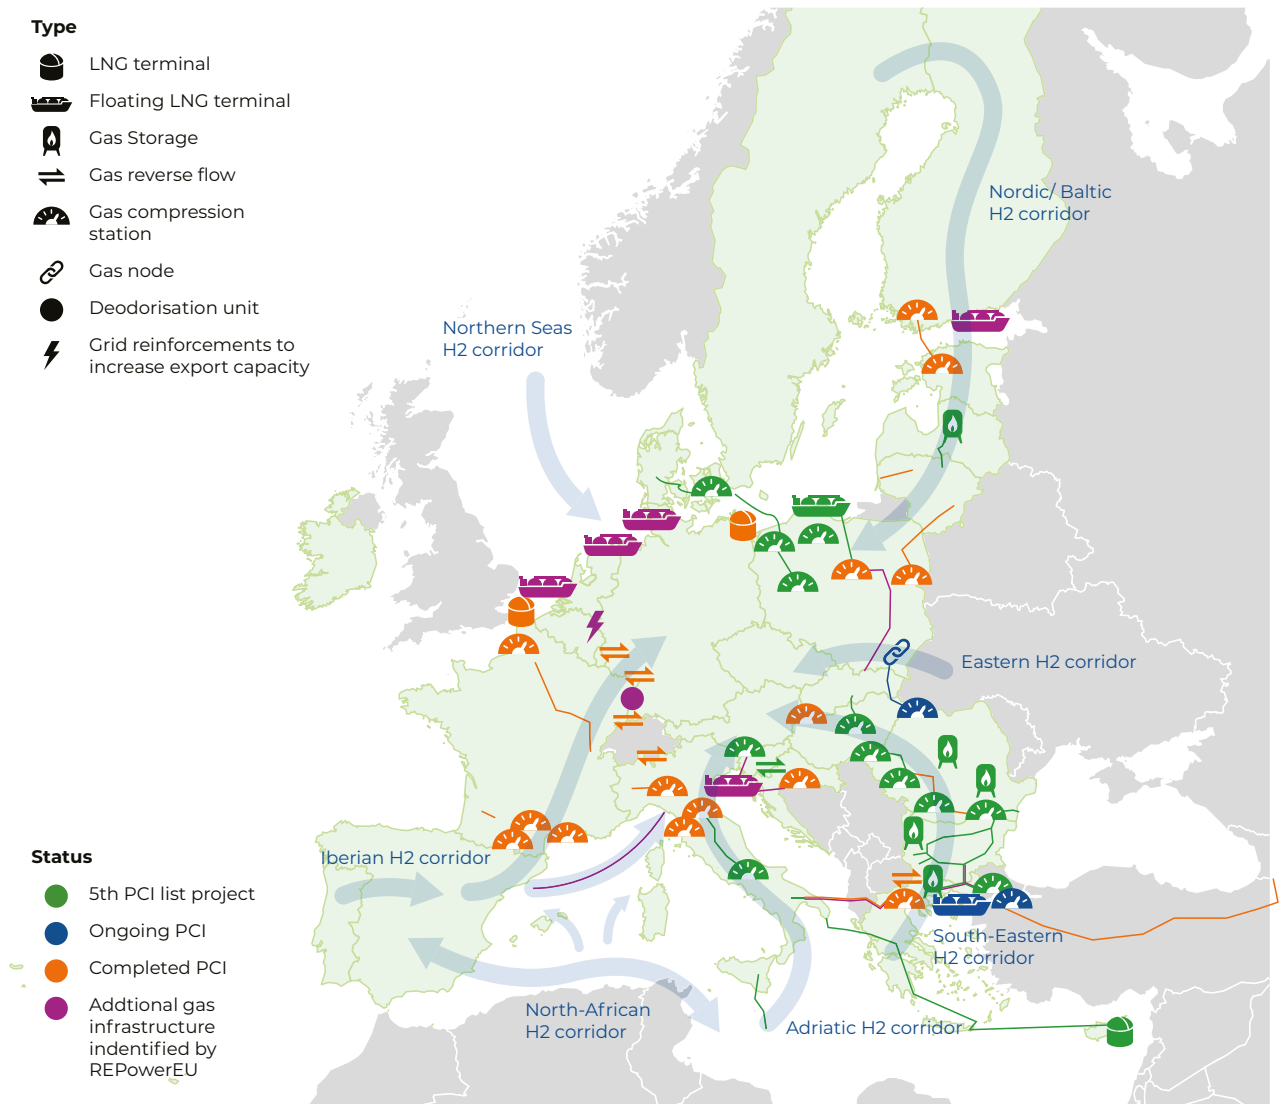 Type
LNG terminal
Floating LNG terminal
Gas Storage
Gas reverse flow
Gas compression
station
Gas node
Deodorisation unit
Grid reinforcements to
increase export capacity
Nordic/ Baltic
H2 corridor
Northern Seas
H2 corridor
Eastern H2 corridor
Iberian H2 corridor
South-Eastern
H2 corridor
North-African
H2 corridor
Adriatic H2 corridor
Status
5th PCI list project
Ongoing PCI
Completed PCI
Addtional gas
infrastructure
indentified by
REPowerEU